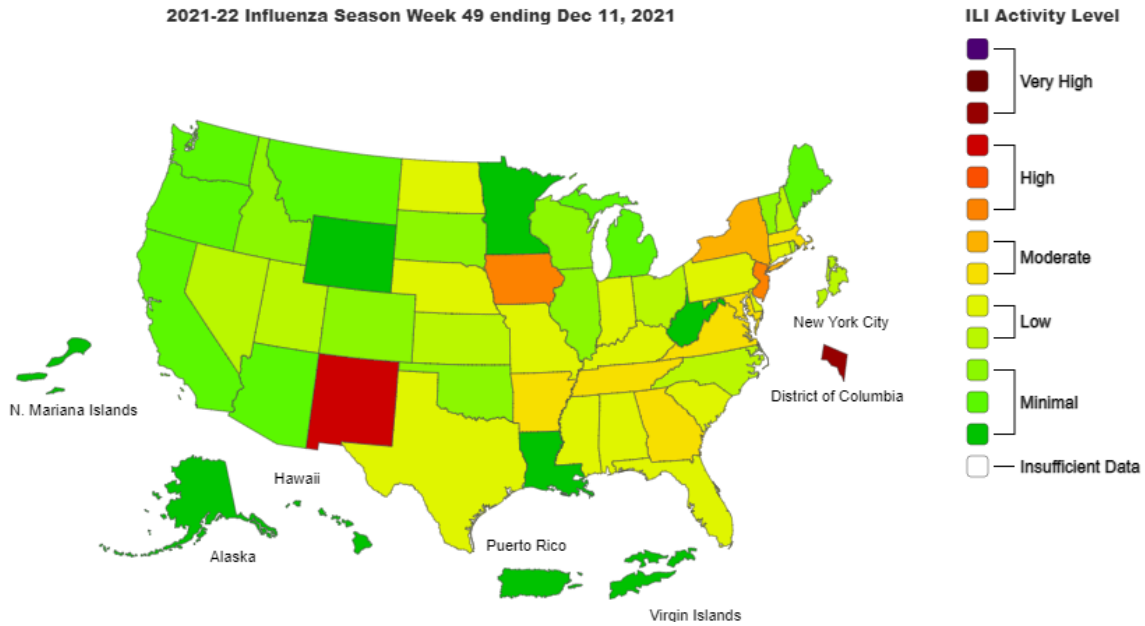 2021-22 Influenza Season Week 49 ending Dec 11, 2021
ILI Activity Level
Very High
High
Moderate
Low
Minimal
Insufficient Data
New York City
District of Columbia
N. Mariana Islands
Hawaii
Alaska
Puerto Rico
Virgin Islands